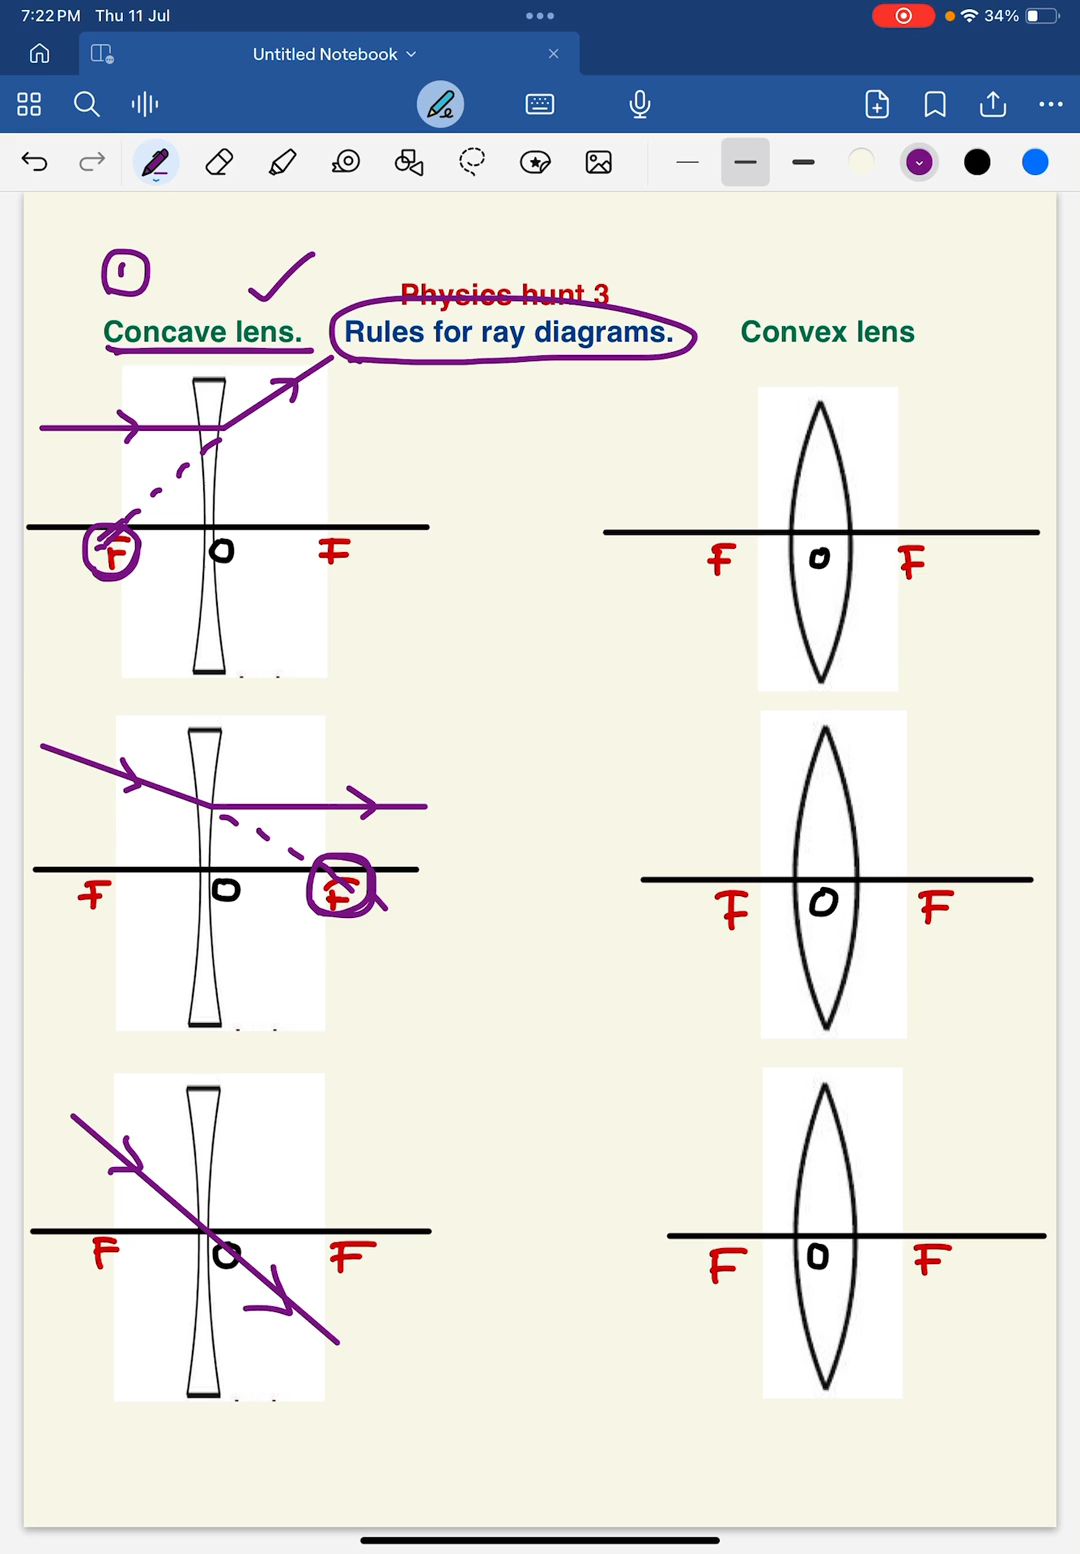 7:22 PM Thu 11 Jul
34%
Untitled Notebook
1
Physics hunt 3
Concave lens. Rules for ray diagrams. Convex lens
F O F
F O F
F O F
F O F
F O F
F O F